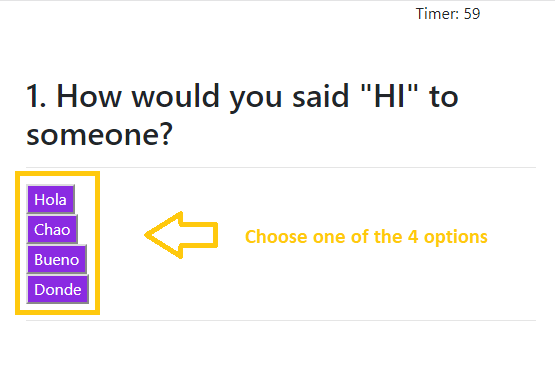 Timer: 59
1. How would you said "HI" to
someone?
Hola
Chao
Choose one of the 4 options
Bueno
Donde